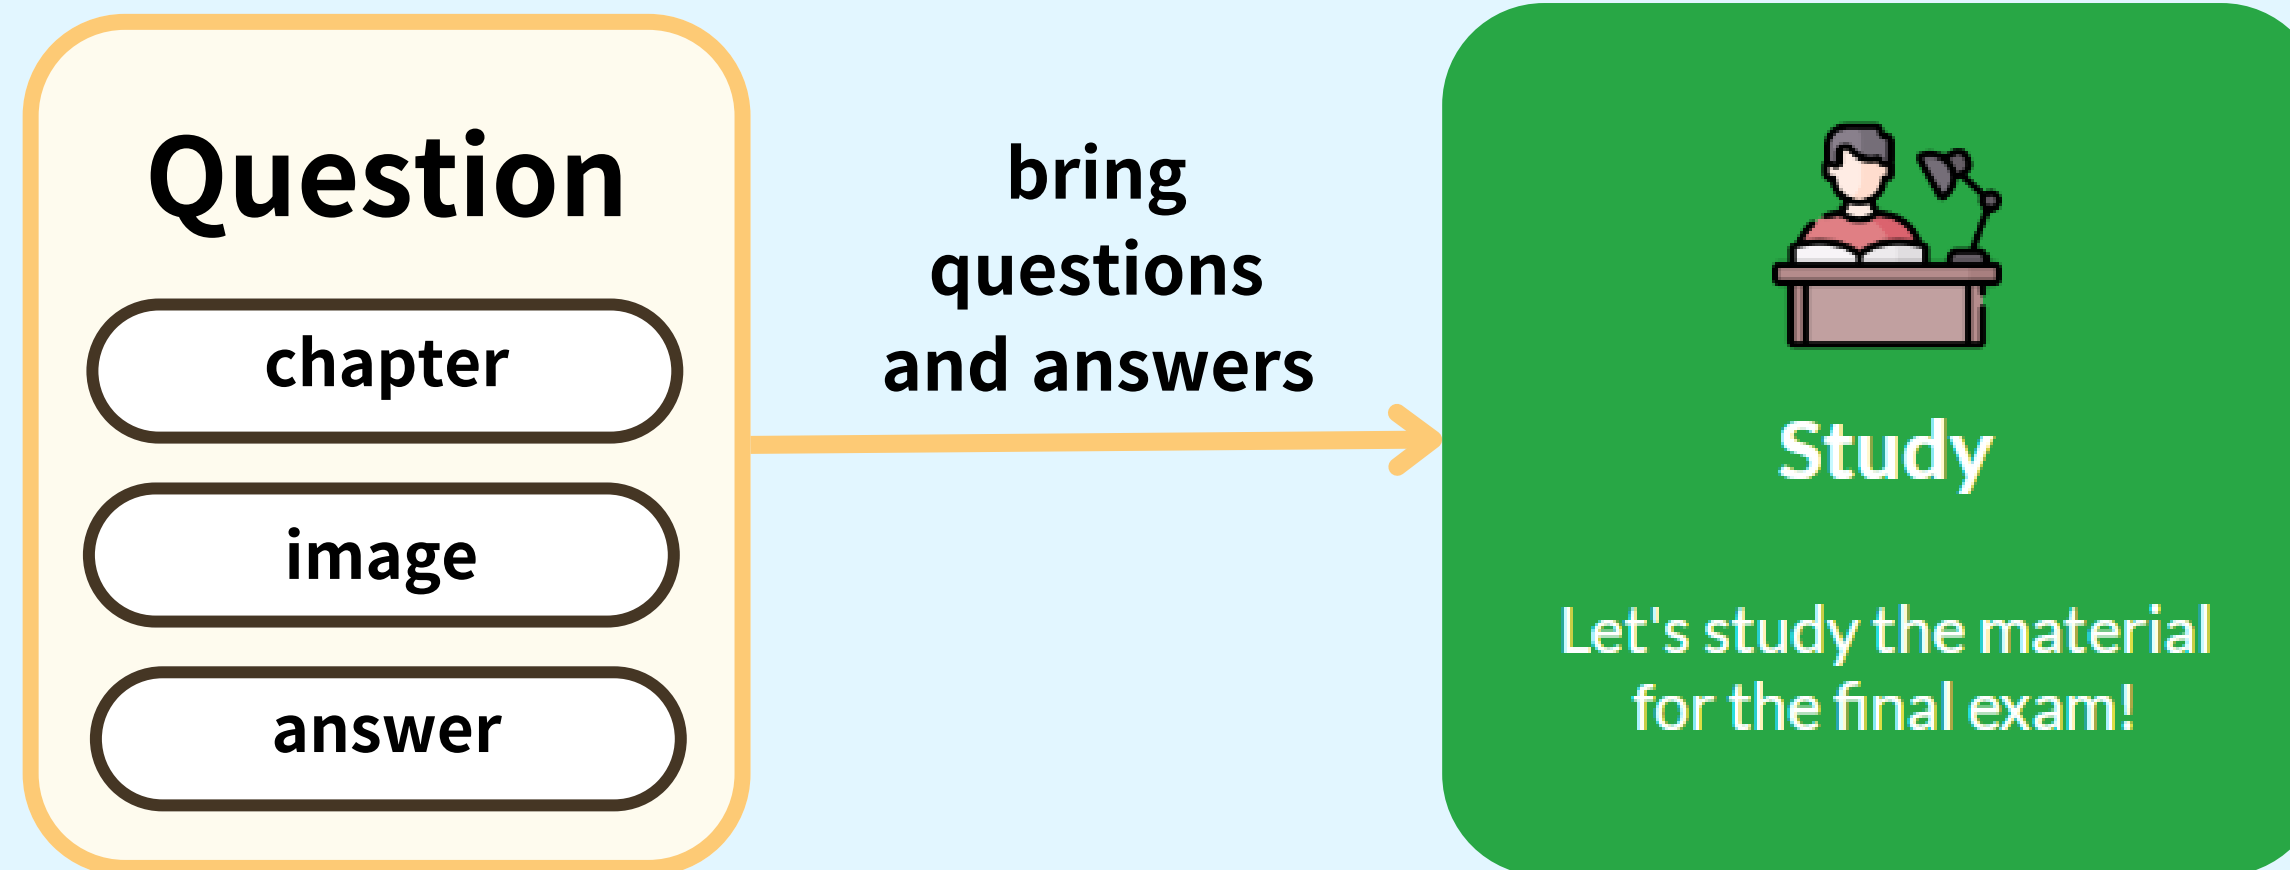 Question
chapter
image
answer
bring
questions
and answers
Study
Let's study the material
for the final exam!